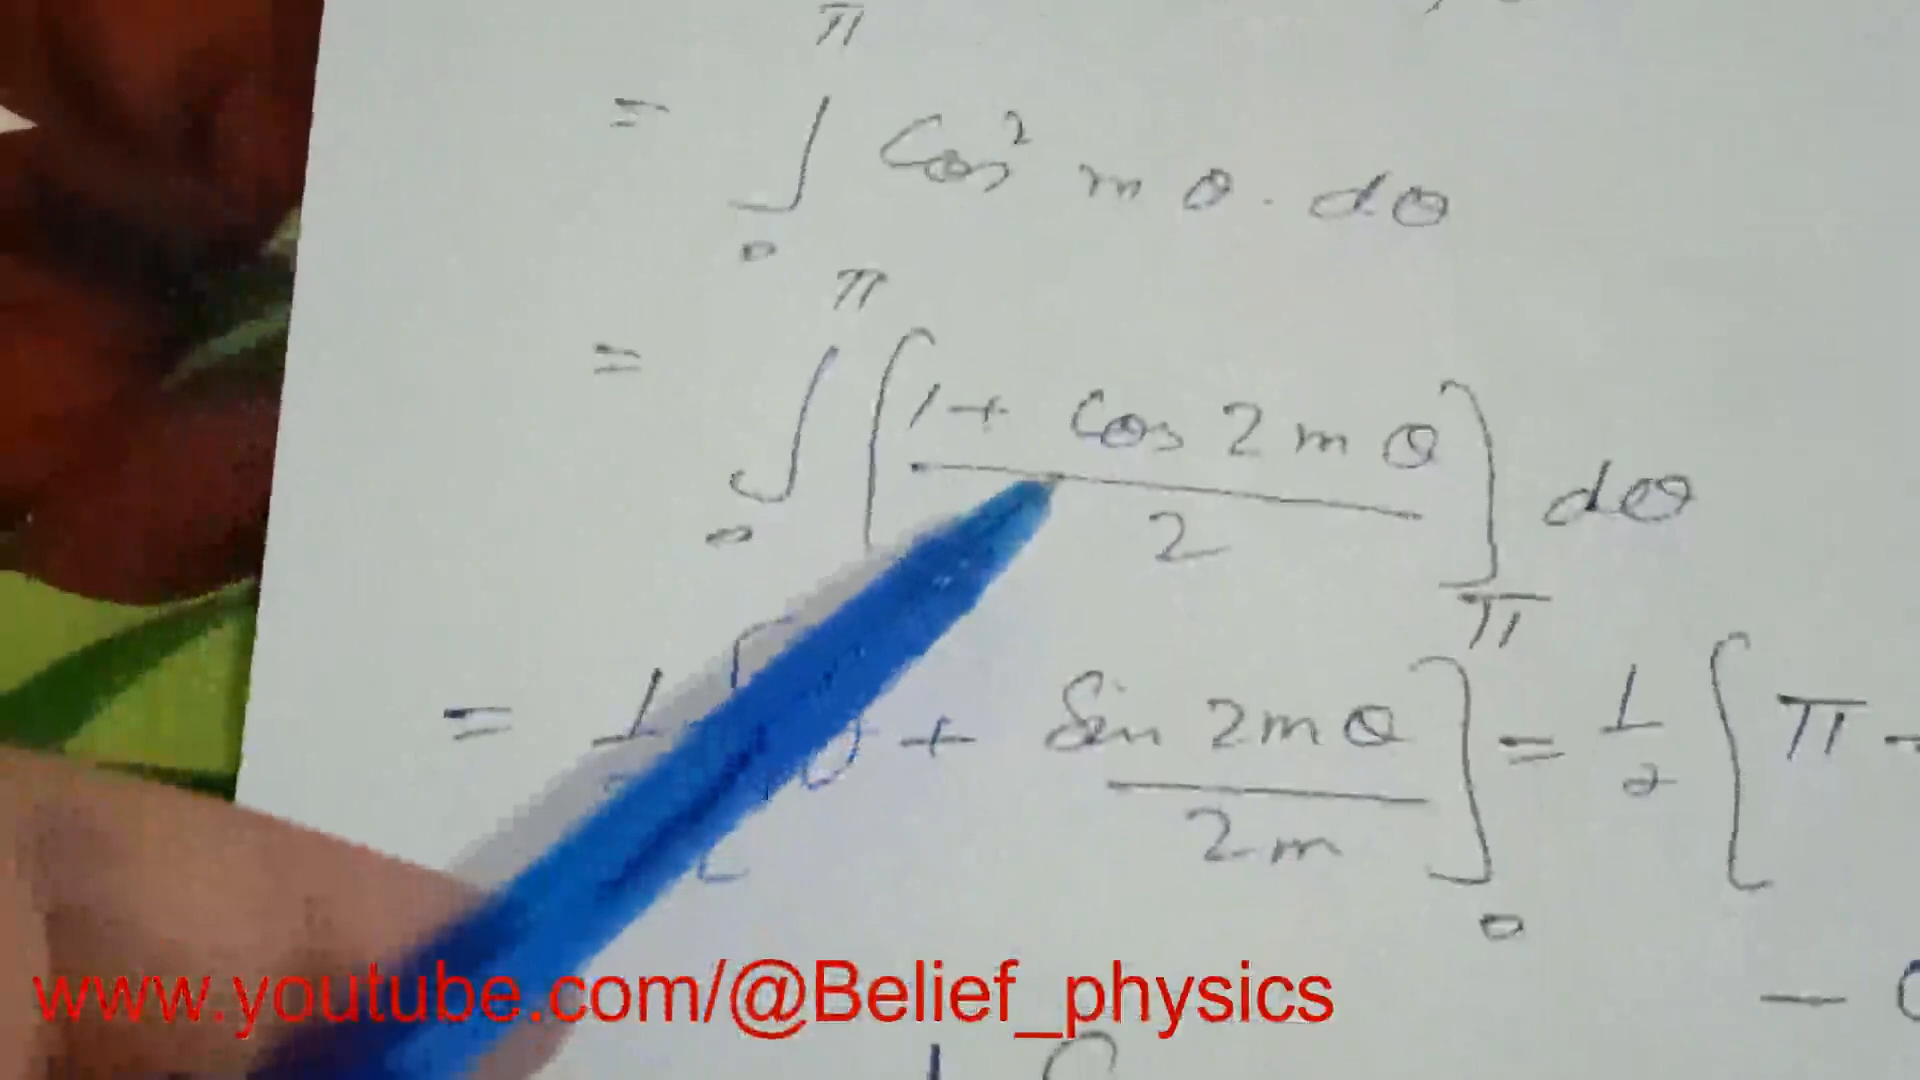 = ∫₀^π Cos² mθ. dθ
= ∫₀^π [ (1 + Cos 2mθ) / 2 ] dθ
= 1/2 [ θ + Sin 2mθ / 2m ]₀^π = 1/2 [ π +
— 0
www.youtube.com/@Belief_physics